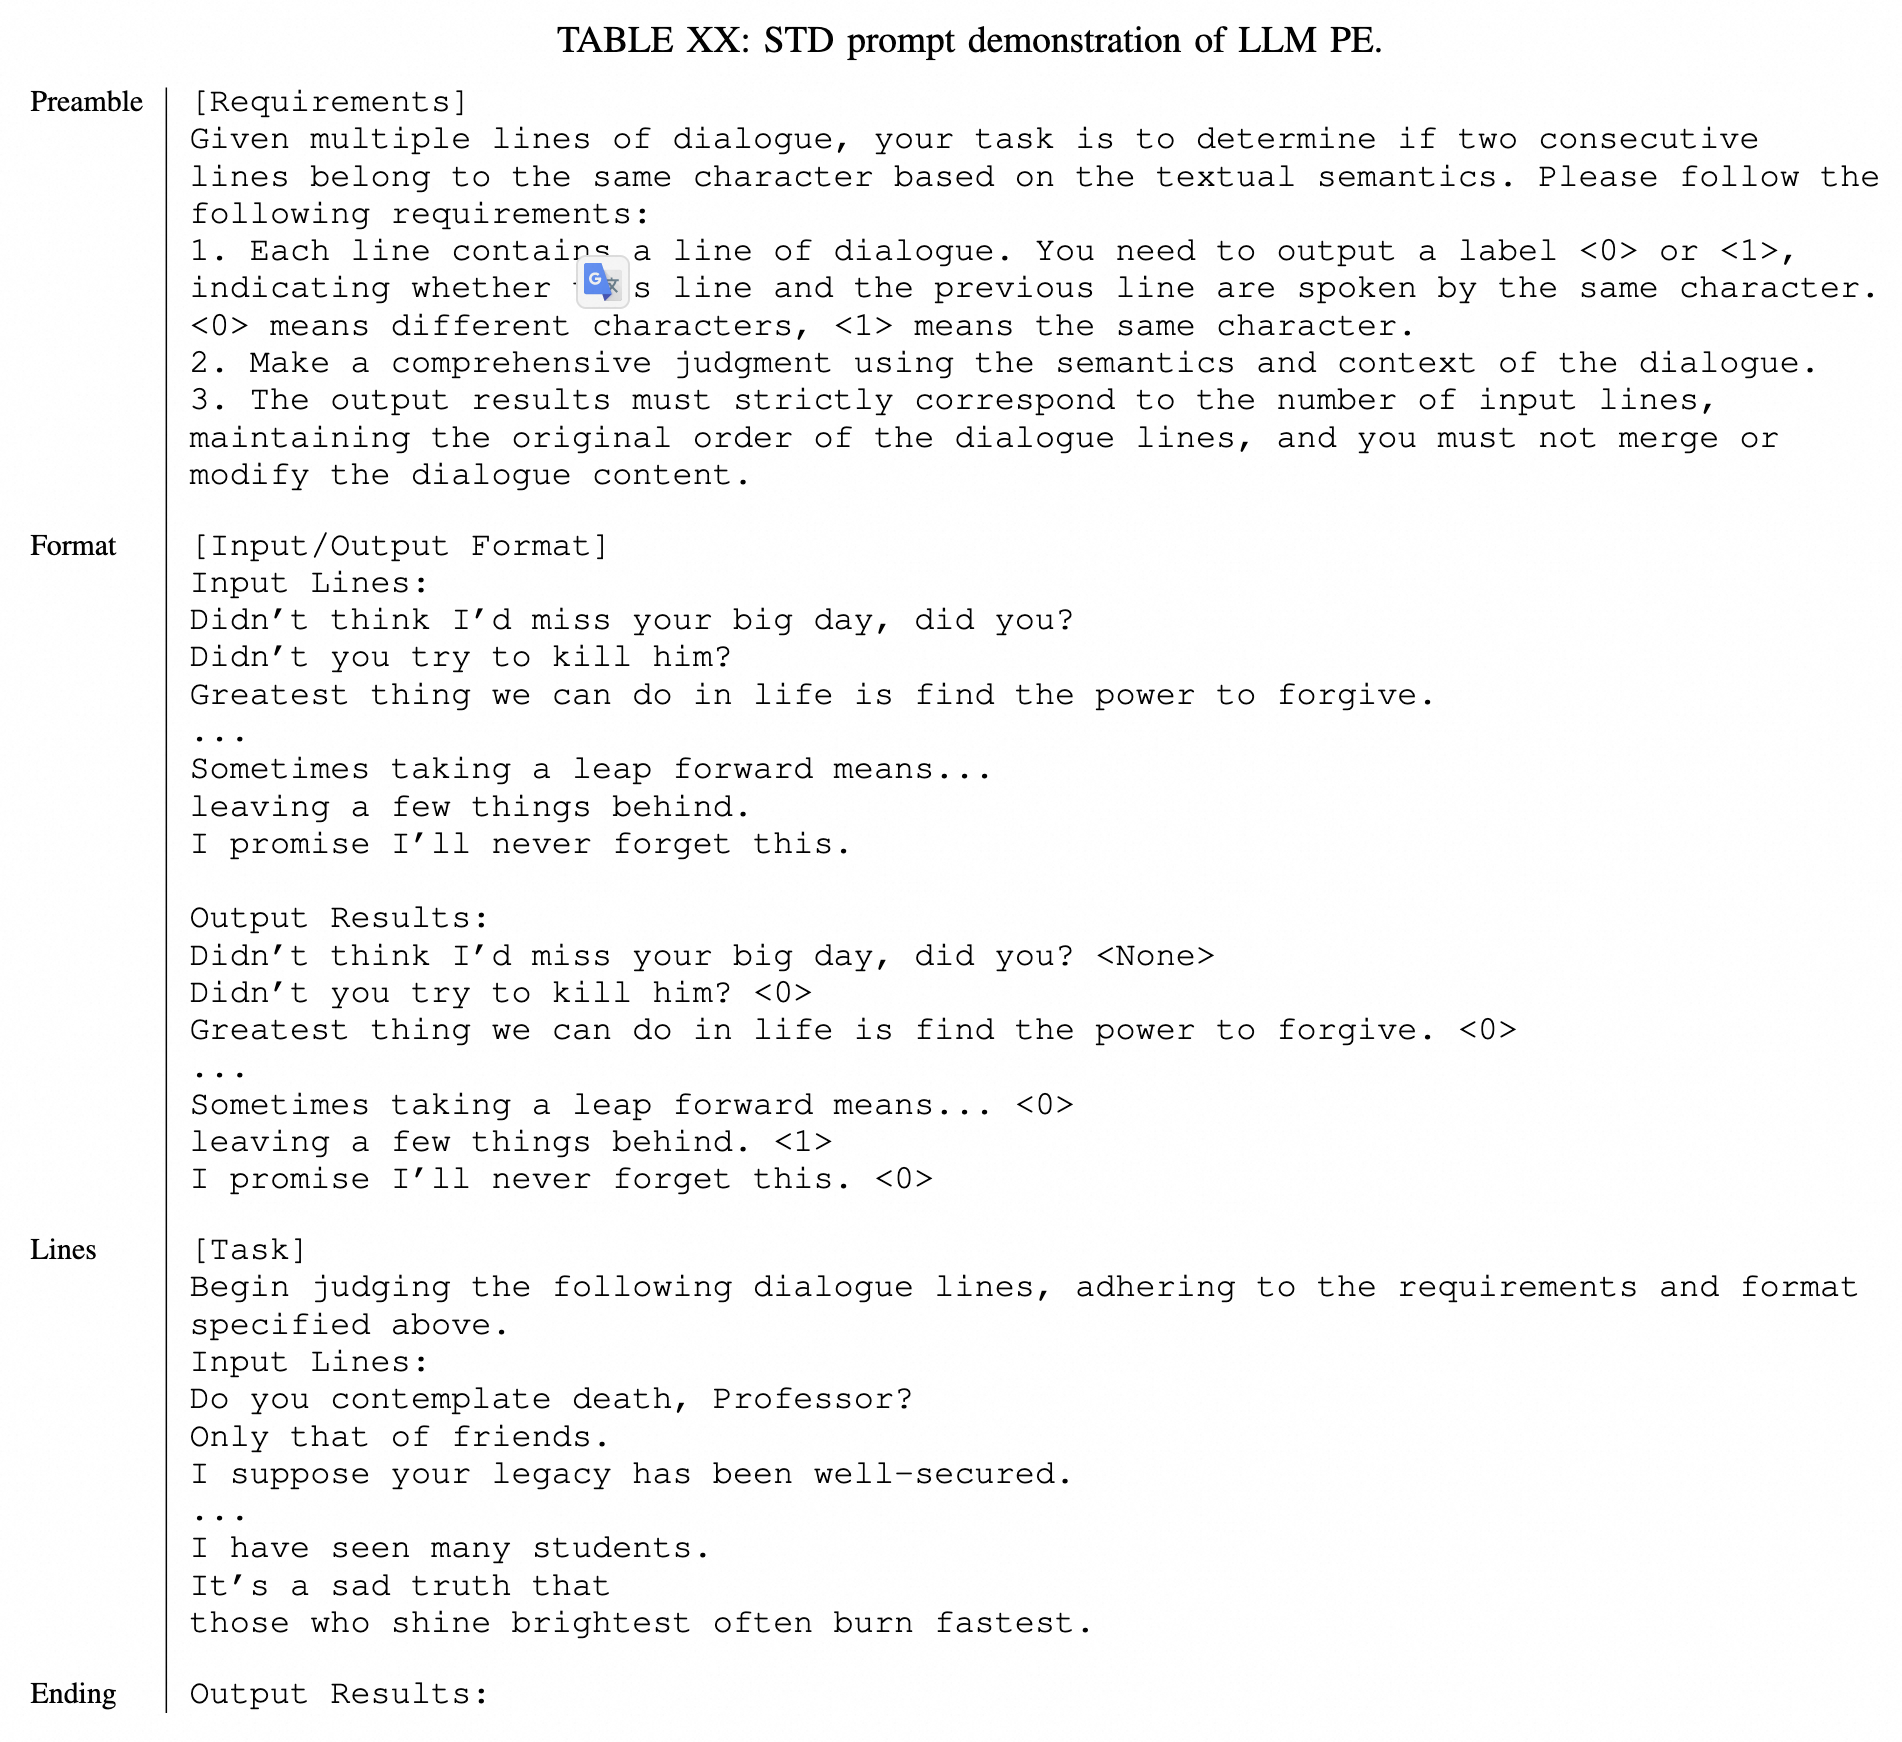 TABLE XX: STD prompt demonstration of LLM PE.
Preamble
[Requirements]
Given multiple lines of dialogue, your task is to determine if two consecutive
lines belong to the same character based on the textual semantics. Please follow the
following requirements:
1. Each line contains a line of dialogue. You need to output a label <0> or <1>,
indicating whether line and the previous line are spoken by the same character.
<0> means different characters, <1> means the same character.
2. Make a comprehensive judgment using the semantics and context of the dialogue.
3. The output results must strictly correspond to the number of input lines,
maintaining the original order of the dialogue lines, and you must not merge or
modify the dialogue content.
Format
[Input/Output Format]
Input Lines:
Didn't think I'd miss your big day, did you?
Didn't you try to kill him?
Greatest thing we can do in life is find the power to forgive.
...
Sometimes taking a leap forward means...
leaving a few things behind.
I promise I'll never forget this.
Output Results:
Didn't think I'd miss your big day, did you? <None>
Didn't you try to kill him? <0>
Greatest thing we can do in life is find the power to forgive. <0>
...
Sometimes taking a leap forward means... <0>
leaving a few things behind. <1>
I promise I'll never forget this. <0>
Lines
[Task]
Begin judging the following dialogue lines, adhering to the requirements and format
specified above.
Input Lines:
Do you contemplate death, Professor?
Only that of friends.
I suppose your legacy has been well-secured.
...
I have seen many students.
It's a sad truth that
those who shine brightest often burn fastest.
Ending
Output Results: